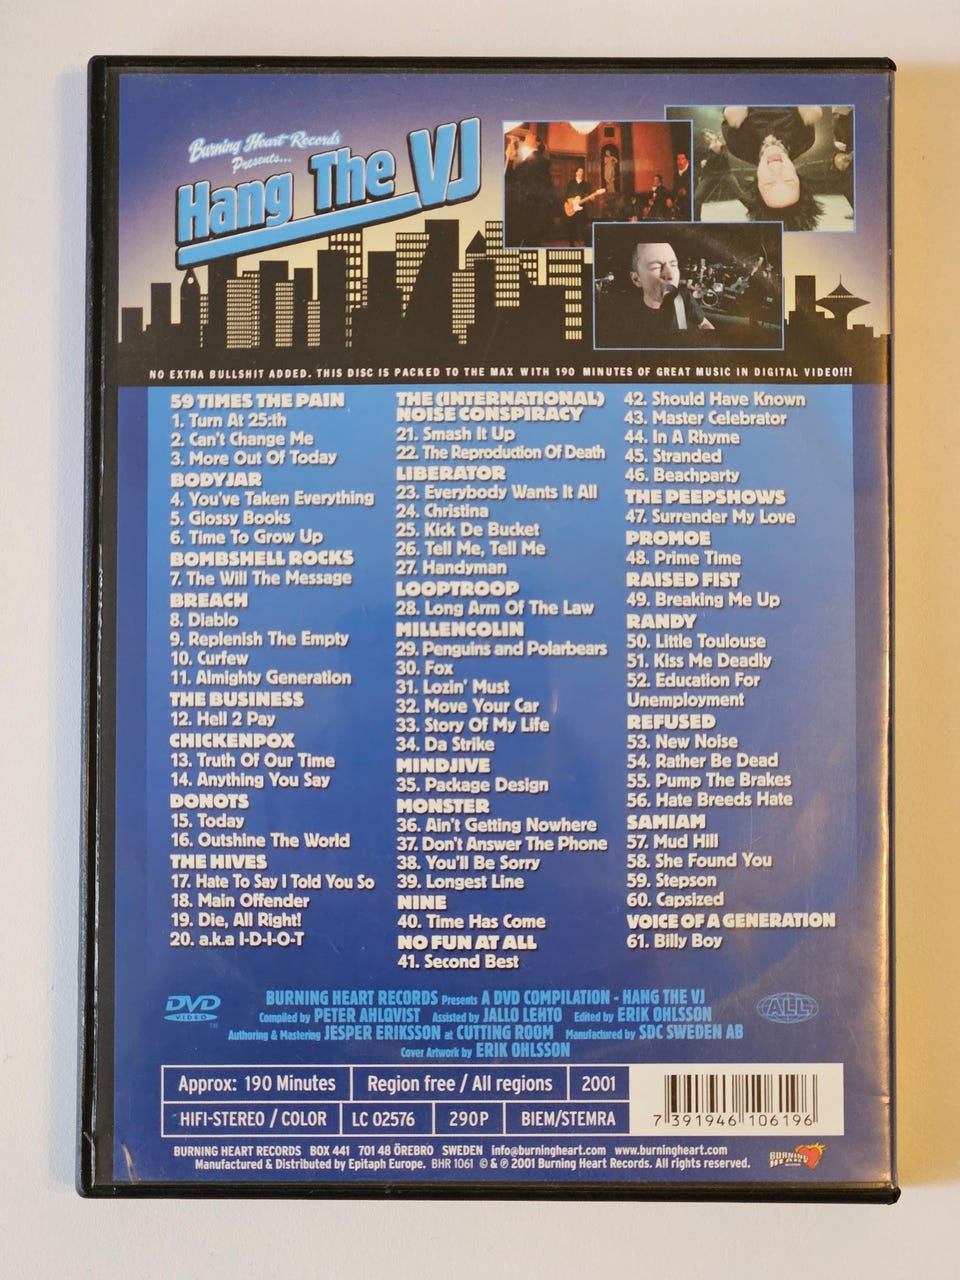 Burning Heart Records
Presents...
Hang The VJ
NO EXTRA BULLSHIT ADDED. THIS DISC IS PACKED TO THE MAX WITH 190 MINUTES OF GREAT MUSIC IN DIGITAL VIDEO!!!
59 TIMES THE PAIN
1. Turn At 25:th
2. Can't Change Me
3. More Out Of Today
BODYJAR
4. You've Taken Everything
5. Glossy Books
6. Time To Grow Up
BOMBSHELL ROCKS
7. The Will The Message
BREACH
8. Diablo
9. Replenish The Empty
10. Curfew
11. Almighty Generation
THE BUSINESS
12. Hell 2 Pay
CHICKENPOX
13. Truth Of Our Time
14. Anything You Say
DONOTS
15. Today
16. Outshine The World
THE HIVES
17. Hate To Say I Told You So
18. Main Offender
19. Die, All Right!
20. a.k.a I-D-I-O-T
THE (INTERNATIONAL)
NOISE CONSPIRACY
21. Smash It Up
22. The Reproduction Of Death
LIBERATOR
23. Everybody Wants It All
24. Christina
25. Kick De Bucket
26. Tell Me, Tell Me
27. Handyman
LOOPTROOP
28. Long Arm Of The Law
MILLENCOLIN
29. Penguins and Polarbears
30. Fox
31. Lozin' Must
32. Move Your Car
33. Story Of My Life
34. Da Strike
MINDJIVE
35. Package Design
MONSTER
36. Ain't Getting Nowhere
37. Don't Answer The Phone
38. You'll Be Sorry
39. Longest Line
NINE
40. Time Has Come
NO FUN AT ALL
41. Second Best
42. Should Have Known
43. Master Celebrator
44. In A Rhyme
45. Stranded
46. Beachparty
THE PEEPSHOWS
47. Surrender My Love
PROMOE
48. Prime Time
RAISED FIST
49. Breaking Me Up
RANDY
50. Little Toulouse
51. Kiss Me Deadly
52. Education For
Unemployment
REFUSED
53. New Noise
54. Rather Be Dead
55. Pump The Brakes
56. Hate Breeds Hate
SAMIAM
57. Mud Hill
58. She Found You
59. Stepson
60. Capsized
VOICE OF A GENERATION
61. Billy Boy
DVD
VIDEO
TM
BURNING HEART RECORDS Presents A DVD COMPILATION - HANG THE VJ
Compiled by PETER AHLQVIST Assisted by JALLO LEHTO Edited by ERIK OHLSSON
Authoring & Mastering JESPER ERIKSSON at CUTTING ROOM Manufactured by SDC SWEDEN AB
Cover Artwork by ERIK OHLSSON
ALL
Approx: 190 Minutes Region free / All regions 2001
HIFI-STEREO / COLOR LC 02576 290P BIEM/STEMRA
7 391946 106196
BURNING HEART RECORDS BOX 441 701 48 ÖREBRO SWEDEN info@burningheart.com www.burningheart.com
Manufactured & Distributed by Epitaph Europe. BHR 1061 © & ℗ 2001 Burning Heart Records. All rights reserved.
BURNING
HEART
RECORDS